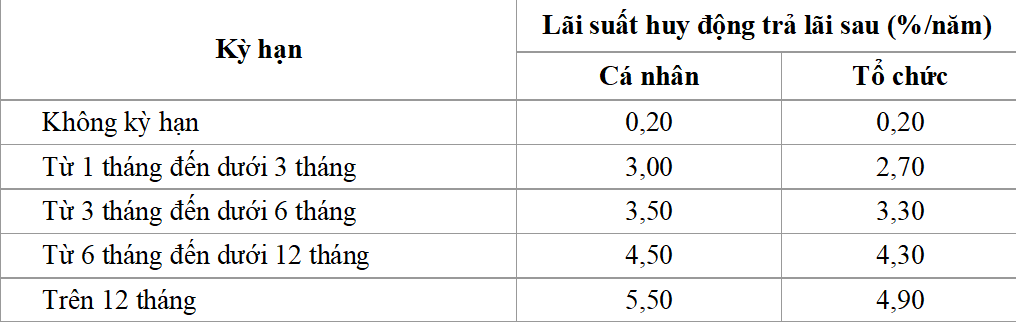 Kỳ hạn
Lãi suất huy động trả lãi sau (%/năm)
Cá nhân
Tổ chức
Không kỳ hạn 0,20 0,20
Từ 1 tháng đến dưới 3 tháng 3,00 2,70
Từ 3 tháng đến dưới 6 tháng 3,50 3,30
Từ 6 tháng đến dưới 12 tháng 4,50 4,30
Trên 12 tháng 5,50 4,90